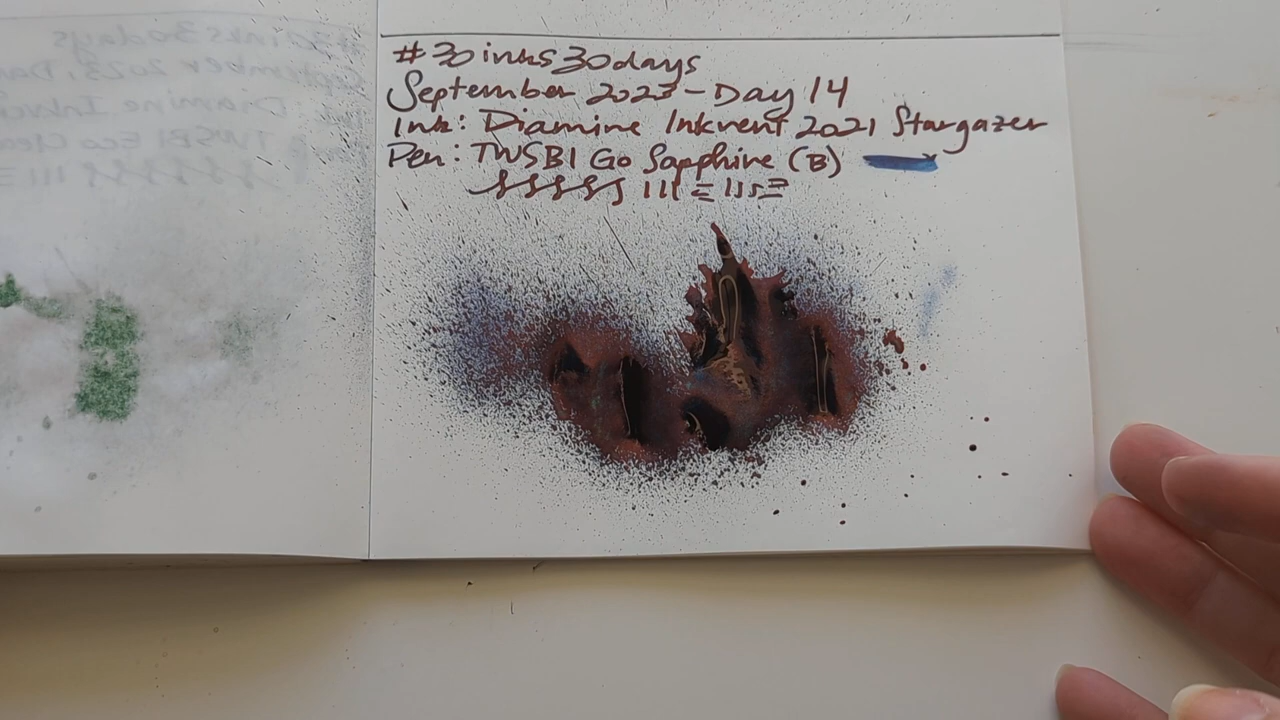 #30inks30days
September 2023 - Day 14
Ink: Diamine Inkvent 2021 Stargazer
Pen: TWSBI Go Sapphire (B)